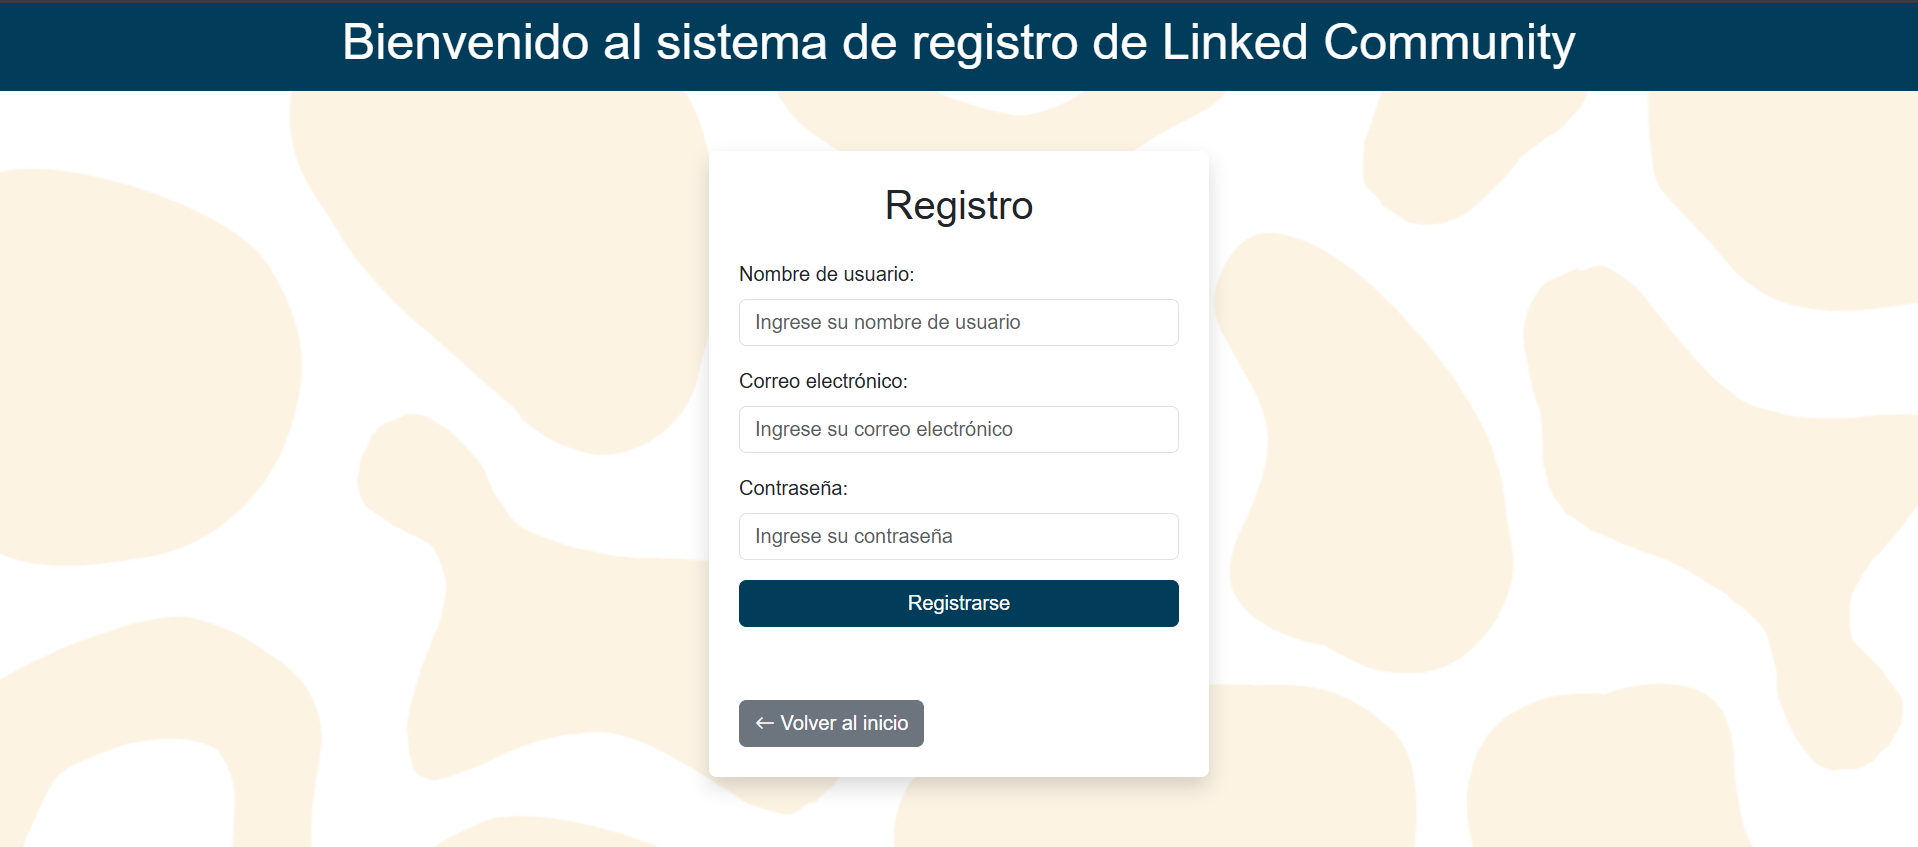 Bienvenido al sistema de registro de Linked Community
Registro
Nombre de usuario:
Ingrese su nombre de usuario
Correo electrónico:
Ingrese su correo electrónico
Contraseña:
Ingrese su contraseña
Registrarse
← Volver al inicio